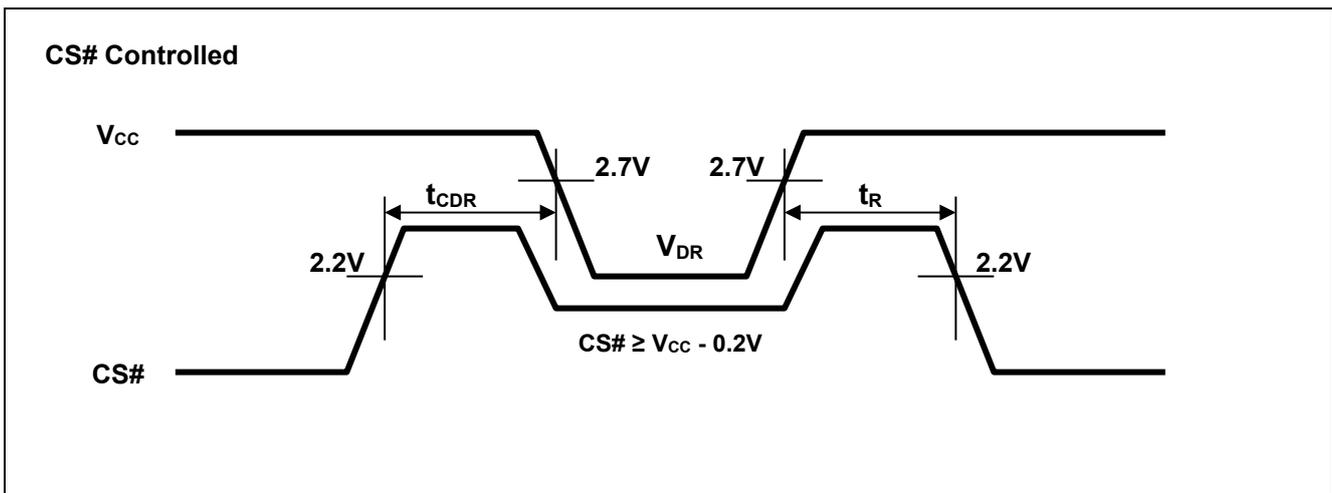 CS# Controlled
VCC
2.7V 2.7V
tCDR tR
2.2V VDR 2.2V
CS# ≥ VCC - 0.2V
CS#